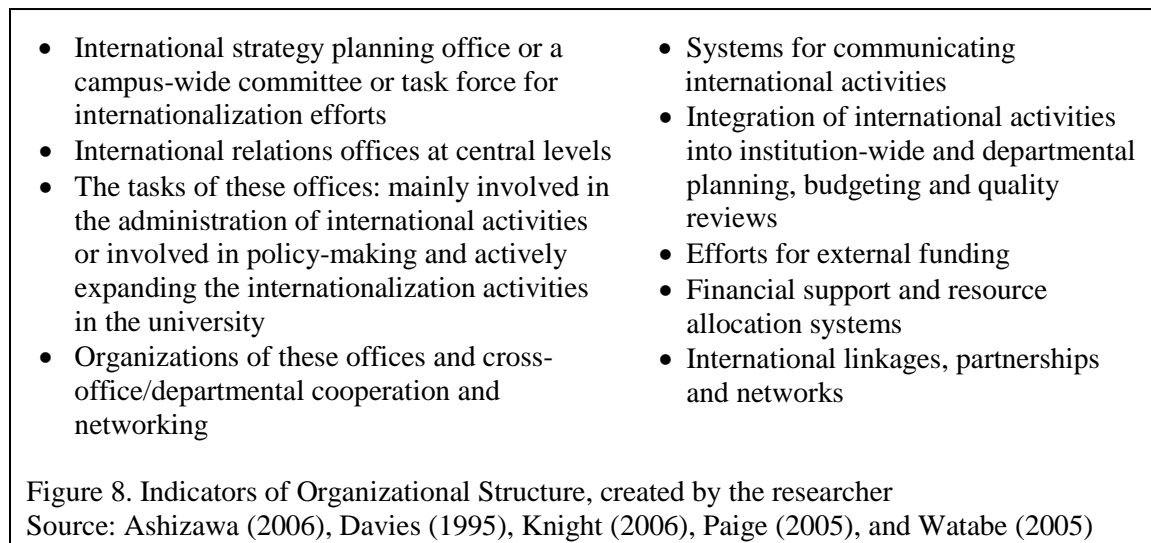 • International strategy planning office or a
campus-wide committee or task force for
internationalization efforts
• International relations offices at central levels
• The tasks of these offices: mainly involved in
the administration of international activities
or involved in policy-making and actively
expanding the internationalization activities
in the university
• Organizations of these offices and cross-
office/departmental cooperation and
networking
• Systems for communicating
international activities
• Integration of international activities
into institution-wide and departmental
planning, budgeting and quality
reviews
• Efforts for external funding
• Financial support and resource
allocation systems
• International linkages, partnerships
and networks
Figure 8. Indicators of Organizational Structure, created by the researcher
Source: Ashizawa (2006), Davies (1995), Knight (2006), Paige (2005), and Watabe (2005)